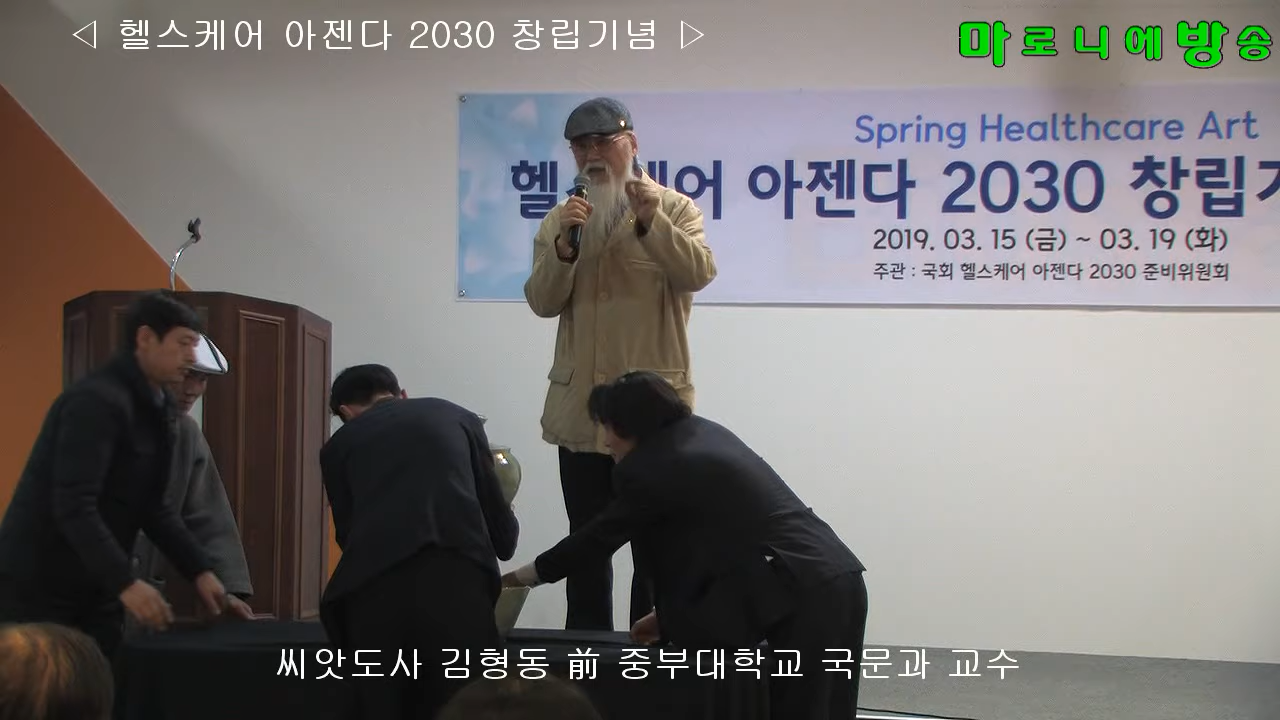 ◁ 헬스케어 아젠다 2030 창립기념 ▷
마로니에방송
Spring Healthcare Art
헬스케어 아젠다 2030 창립기
2019. 03. 15 (금) ~ 03. 19 (화)
주관 : 국회 헬스케어 아젠다 2030 준비위원회
씨앗도사 김형동 前 중부대학교 국문과 교수